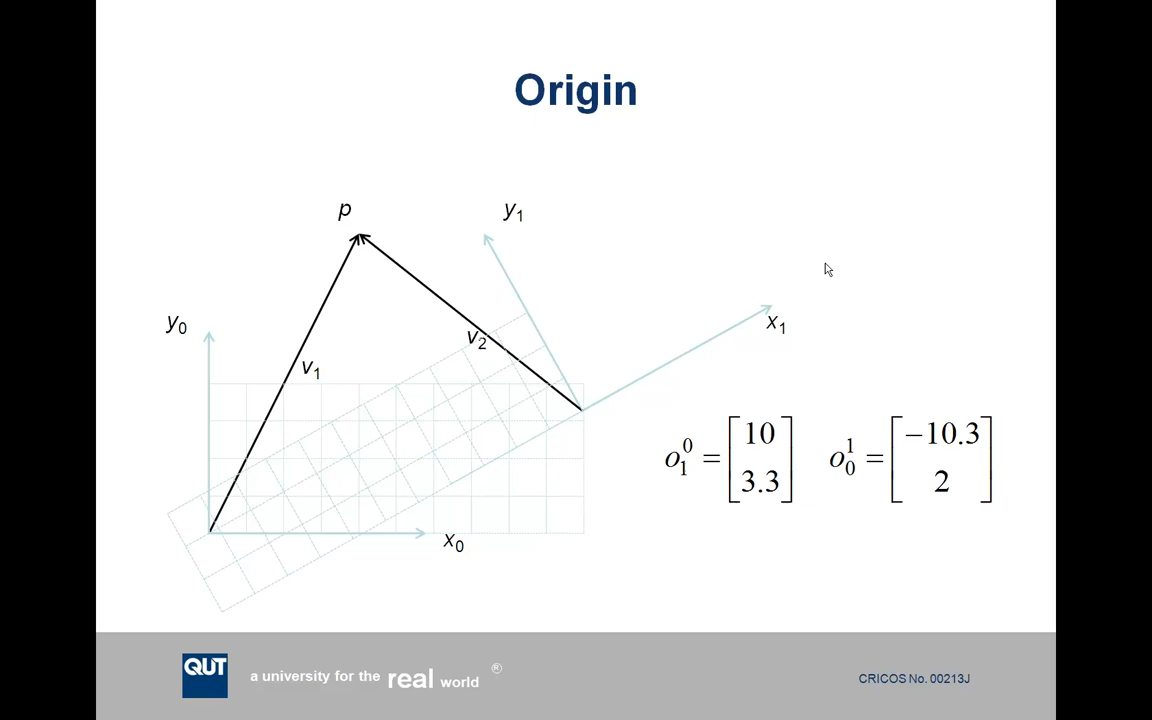 Origin
p
y₁
y₀
x₁
v₂
v₁
o₁⁰ = [10 3.3] o₀¹ = [−10.3 2]
x₀
QUT
a university for the real world ®
CRICOS No. 00213J